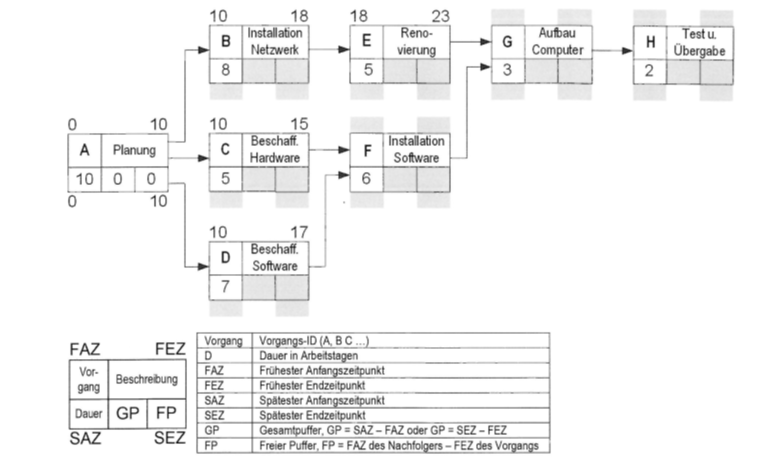 10 18
B Installation
Netzwerk
8
18 23
E Reno-
vierung
5
G Aufbau
Computer
3
H Test u.
Übergabe
2
0 10
A Planung
10 0 0
0 10
10 15
C Beschaff.
Hardware
5
F Installation
Software
6
10 17
D Beschaff.
Software
7
FAZ FEZ
Vor-
gang Beschreibung
Dauer GP FP
SAZ SEZ
Vorgang Vorgangs-ID (A, B C ...)
D Dauer in Arbeitstagen
FAZ Frühester Anfangszeitpunkt
FEZ Frühester Endzeitpunkt
SAZ Spätester Anfangszeitpunkt
SEZ Spätester Endzeitpunkt
GP Gesamtpuffer, GP = SAZ – FAZ oder GP = SEZ – FEZ
FP Freier Puffer, FP = FAZ des Nachfolgers – FEZ des Vorgangs